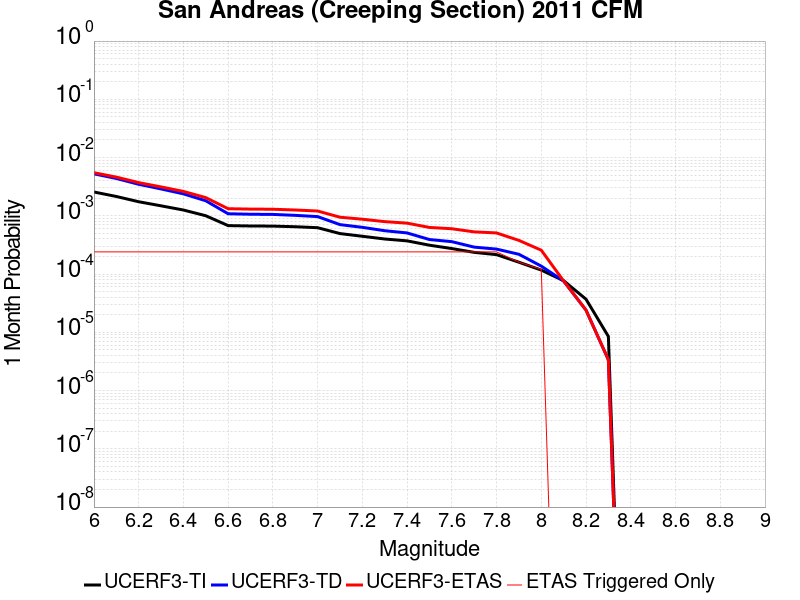 San Andreas (Creeping Section) 2011 CFM
10^0
10^-1
10^-2
10^-3
10^-4
10^-5
10^-6
10^-7
10^-8
1 Month Probability
6 6.2 6.4 6.6 6.8 7 7.2 7.4 7.6 7.8 8 8.2 8.4 8.6 8.8 9
Magnitude
UCERF3-TI UCERF3-TD UCERF3-ETAS ETAS Triggered Only